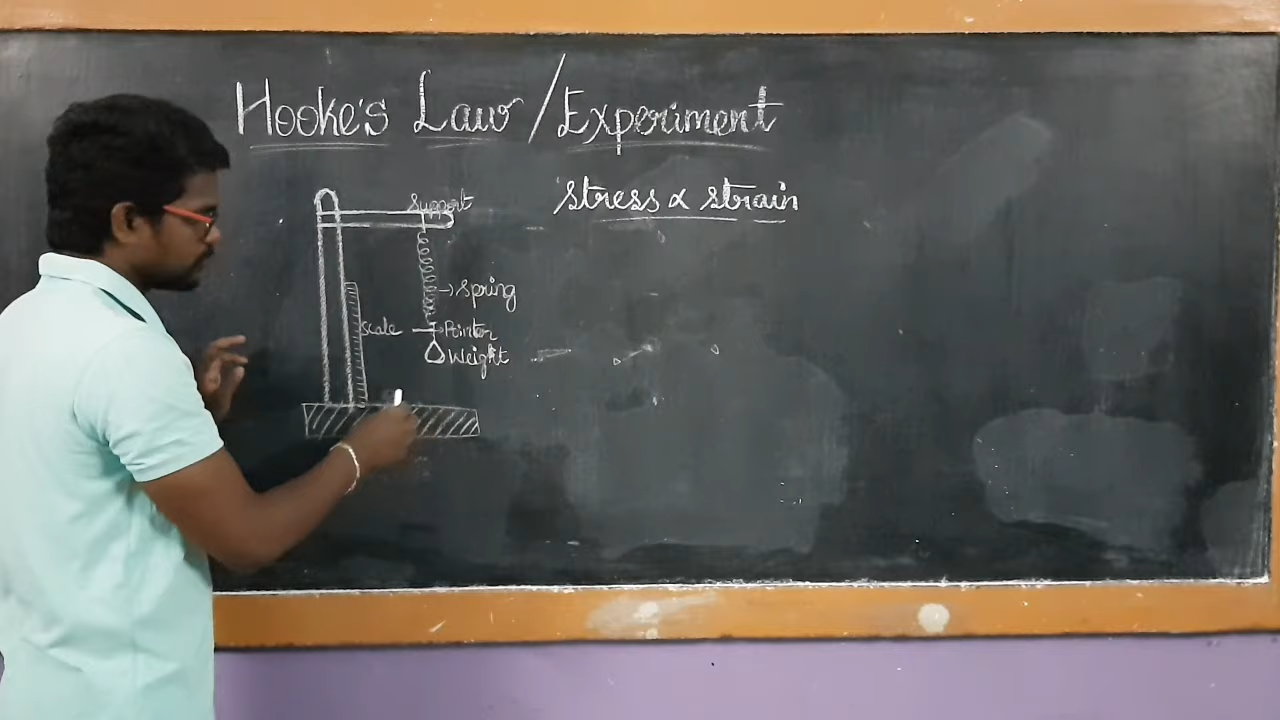 Hooke's Law/Experiment
Stress ∝ Strain
Support
Spring
Scale
Pointer
Weight